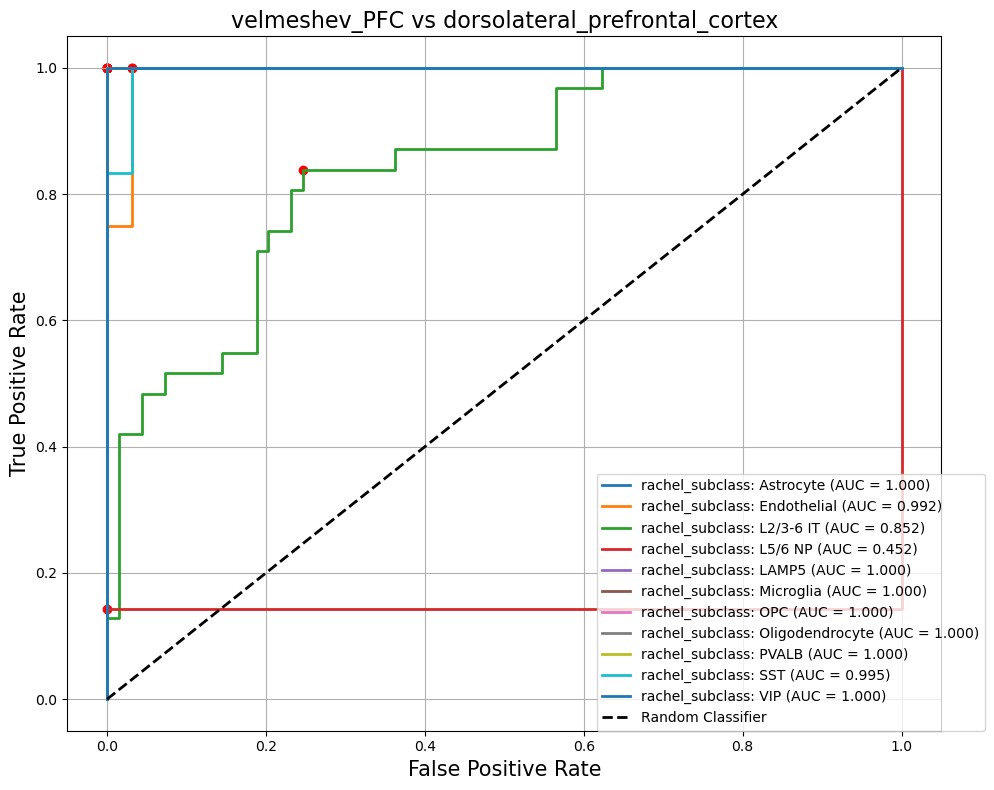 velmeshev_PFC vs dorsolateral_prefrontal_cortex
1.0
0.8
0.6
0.4
0.2
0.0
True Positive Rate
rachel_subclass: Astrocyte (AUC = 1.000)
rachel_subclass: Endothelial (AUC = 0.992)
rachel_subclass: L2/3-6 IT (AUC = 0.852)
rachel_subclass: L5/6 NP (AUC = 0.452)
rachel_subclass: LAMP5 (AUC = 1.000)
rachel_subclass: Microglia (AUC = 1.000)
rachel_subclass: OPC (AUC = 1.000)
rachel_subclass: Oligodendrocyte (AUC = 1.000)
rachel_subclass: PVALB (AUC = 1.000)
rachel_subclass: SST (AUC = 0.995)
rachel_subclass: VIP (AUC = 1.000)
Random Classifier
0.0 0.2 0.4 0.6 0.8 1.0
False Positive Rate